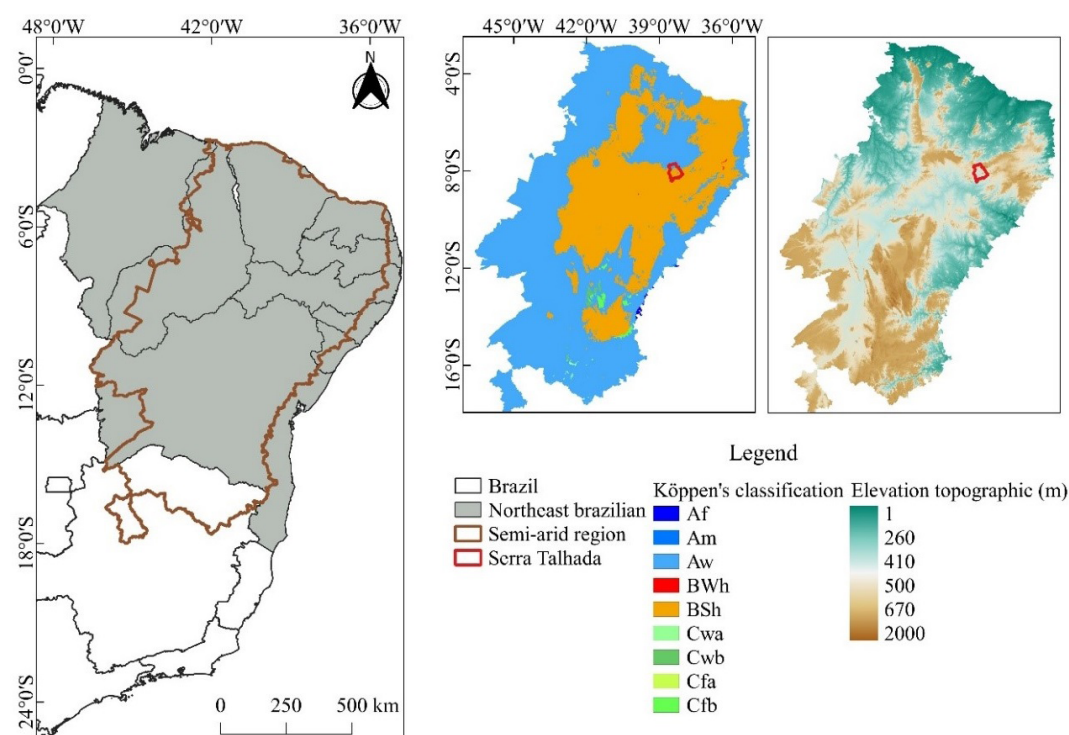 48°0′W 42°0′W 36°0′W
0°0′
6°0′S
12°0′S
18°0′S
24°0′S
N
0 250 500 km
45°0′W 42°0′W 39°0′W 36°0′W
4°0′S
8°0′S
12°0′S
16°0′S
Legend
Brazil
Northeast brazilian
Semi-arid region
Serra Talhada
Köppen's classification
Af
Am
Aw
BWh
BSh
Cwa
Cwb
Cfa
Cfb
Elevation topographic (m)
1
260
410
500
670
2000